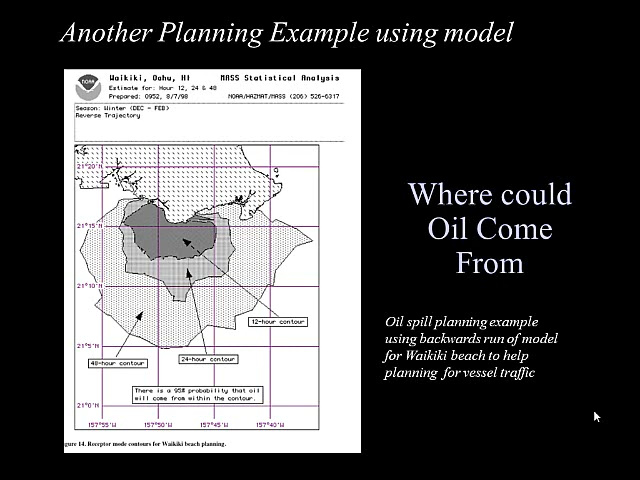 Another Planning Example using model
NOAA
Waikiki, Oahu, HI MASS Statistical Analysis
Estimate for: Hour 12, 24 & 48
Prepared: 0952, 8/7/98 NOAA/HAZMAT/MASS (206) 526-6317
Season: Winter (DEC - FEB)
Reverse Trajectory
21°20'N
21°15'N
21°10'N
21°5'N
21°0'N
12-hour contour
24-hour contour
48-hour contour
There is a 95% probability that oil
will come from within the contour.
157°55'W 157°50'W 157°45'W 157°40'W
gure 14. Receptor mode contours for Waikiki beach planning.
Where could
Oil Come
From
Oil spill planning example
using backwards run of model
for Waikiki beach to help
planning for vessel traffic